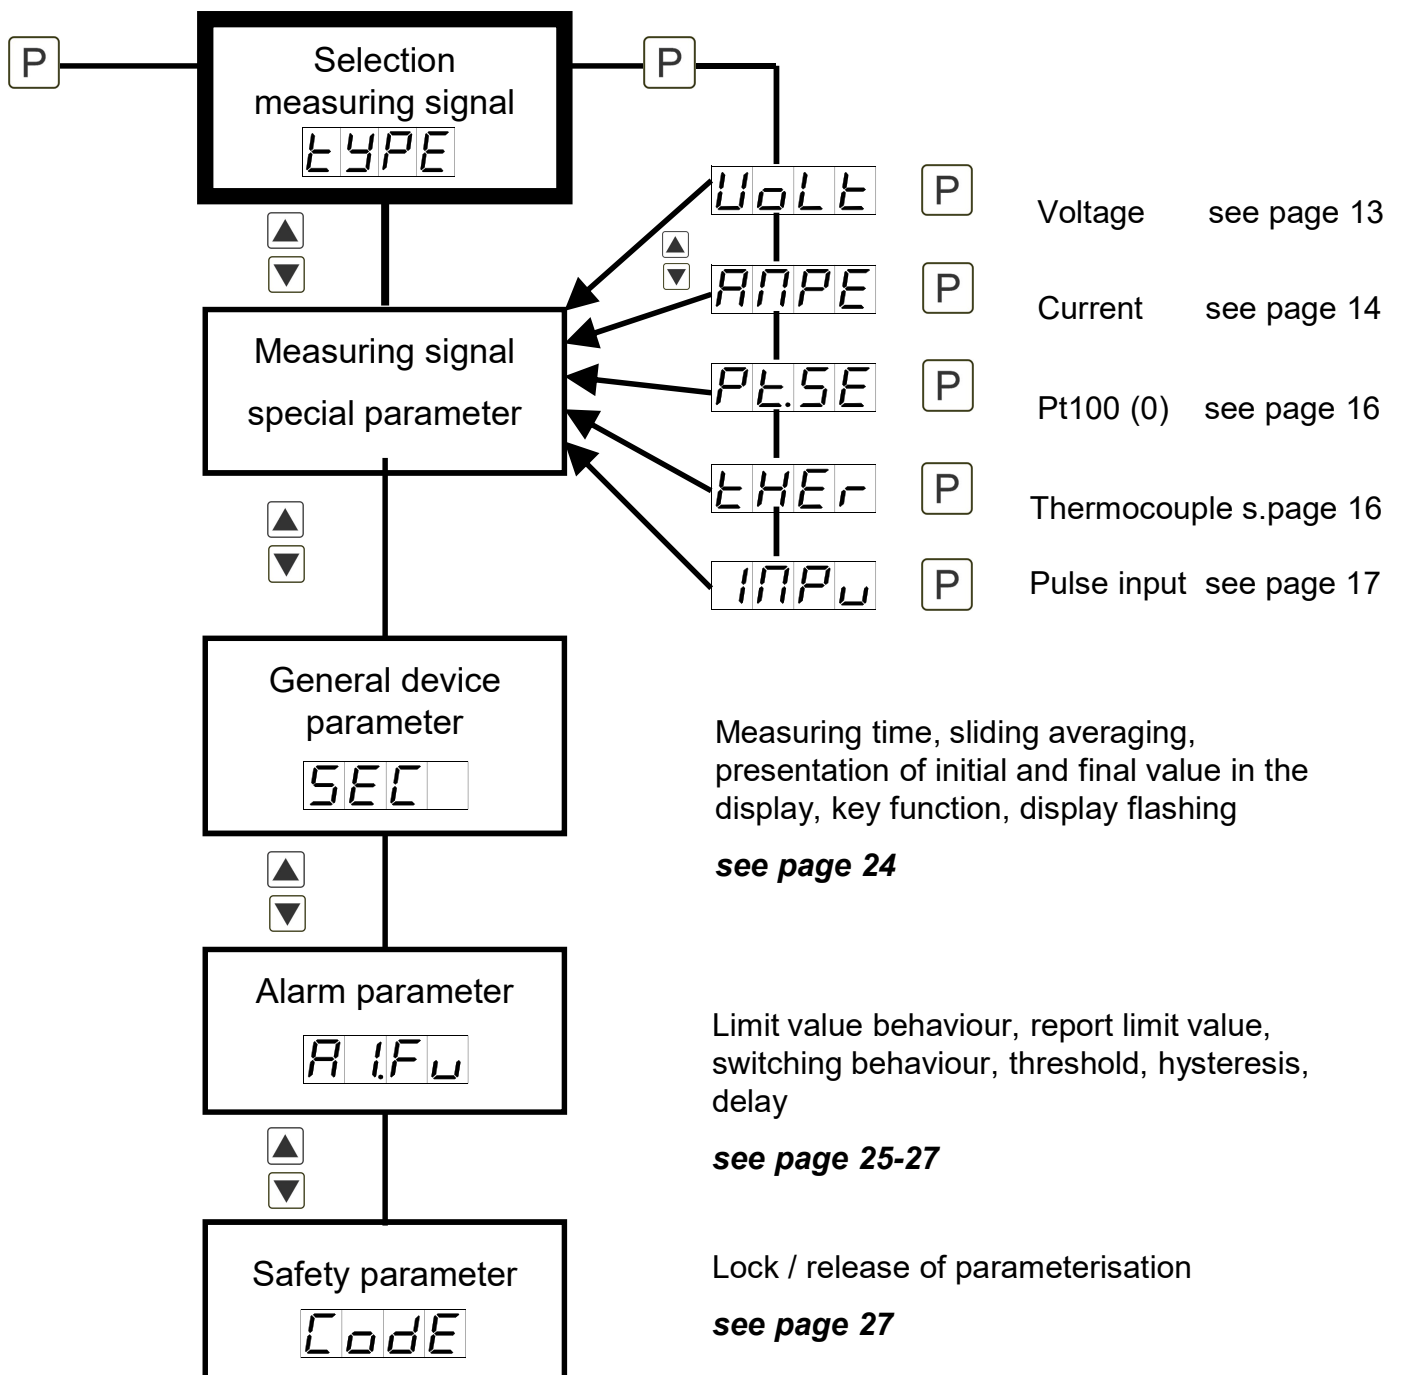 P
Selection
measuring signal
tYPE
P
VoLt P Voltage see page 13
AMPE P Current see page 14
Measuring signal
special parameter
Pt.SE P Pt100 (0) see page 16
tHEr P Thermocouple s.page 16
IMPu P Pulse input see page 17
General device
parameter
SEC
Measuring time, sliding averaging,
presentation of initial and final value in the
display, key function, display flashing
see page 24
Alarm parameter
A1.Fu
Limit value behaviour, report limit value,
switching behaviour, threshold, hysteresis,
delay
see page 25-27
Safety parameter
CodE
Lock / release of parameterisation
see page 27